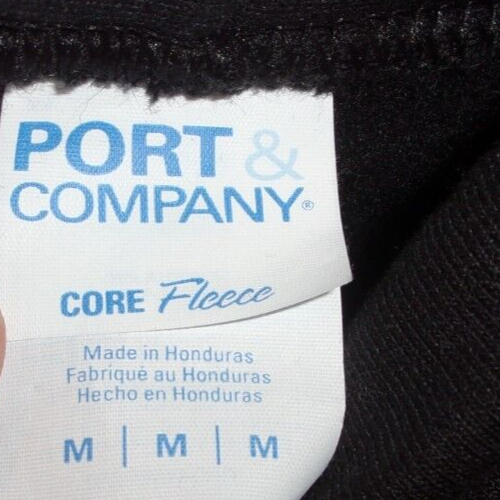 PORT &
COMPANY®
CORE Fleece
Made in Honduras
Fabriqué au Honduras
Hecho en Honduras
M | M | M